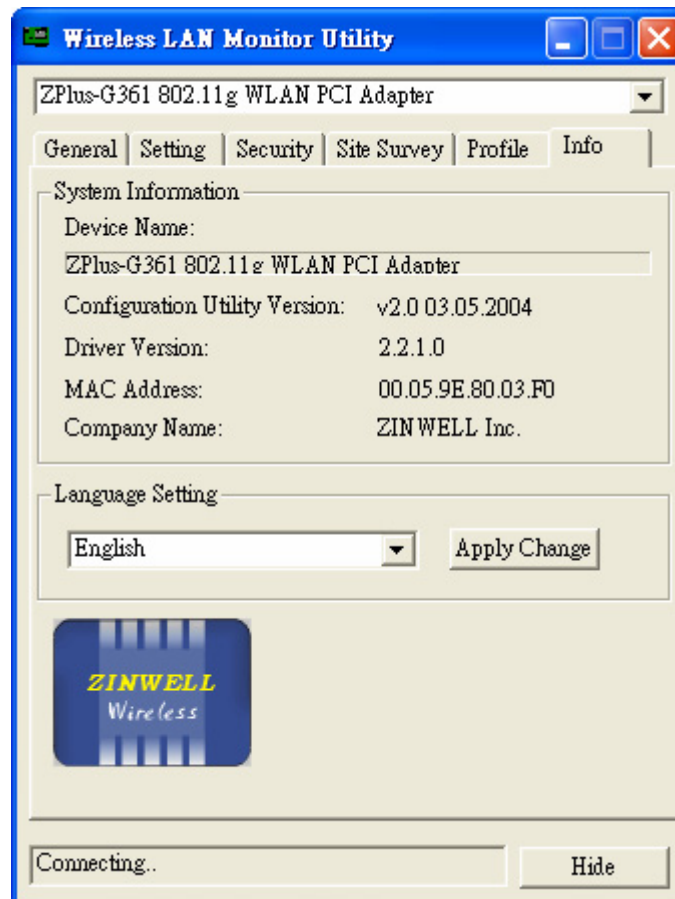 Wireless LAN Monitor Utility
ZPlus-G361 802.11g WLAN PCI Adapter
General Setting Security Site Survey Profile Info
System Information
Device Name:
ZPlus-G361 802.11g WLAN PCI Adapter
Configuration Utility Version: v2.0 03.05.2004
Driver Version: 2.2.1.0
MAC Address: 00.05.9E.80.03.F0
Company Name: ZINWELL Inc.
Language Setting
English Apply Change
ZINWELL
Wireless
Connecting.. Hide